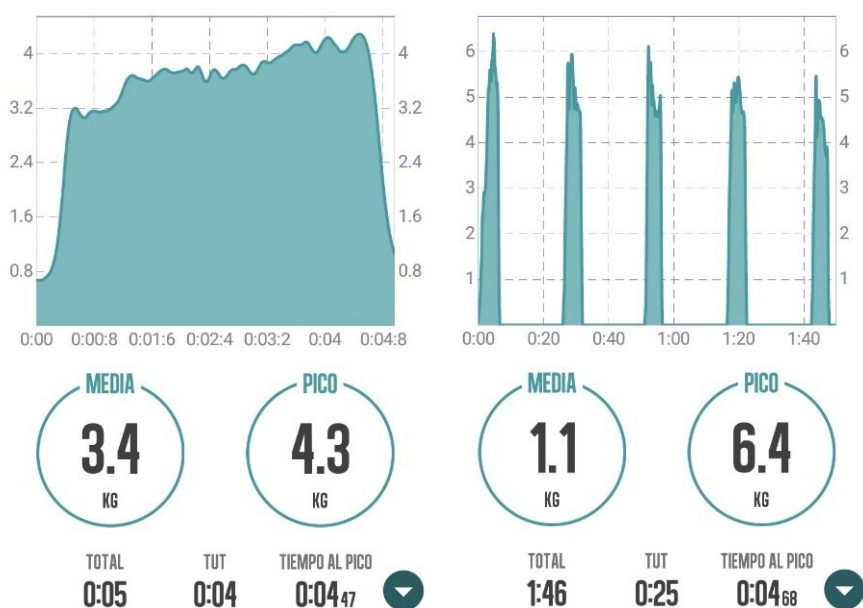 4 4
3.2 3.2
2.4 2.4
1.6 1.6
0.8 0.8
0:00 0:00:8 0:01:6 0:02:4 0:03:2 0:04 0:04:8
MEDIA PICO
3.4 4.3
KG KG
TOTAL TUT TIEMPO AL PICO
0:05 0:04 0:04 47
6 6
5 5
4 4
3 3
2 2
1 1
0:00 0:20 0:40 1:00 1:20 1:40
MEDIA PICO
1.1 6.4
KG KG
TOTAL TUT TIEMPO AL PICO
1:46 0:25 0:04 68